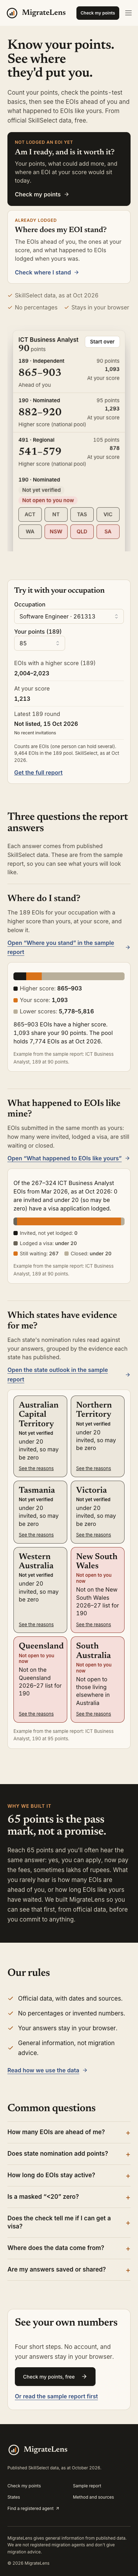 MigrateLens
Check my points
Know your points.
See where
they'd put you.
Count your points, check the points-test basics, and see the people ahead of you and what happened to EOIs like yours. From official data.
NOT LODGED AN EOI YET
Am I ready, and is it worth it?
Your points, what could add more, and where an EOI at your score would sit today.
Check my points →
ALREADY LODGED
Where does my EOI stand?
The EOIs ahead of you, the ones at your score, and what happened to EOIs lodged when yours was.
Check where I stand →
✓ SkillSelect data, as at Oct 2026
✓ No percentages ✓ Stays in your browser
ICT Business Analyst
90 points
Start over
189 · Independent
865–903
Ahead of you
90 points
1,093
At your score
190 · Nominated
882–920
Higher score (national pool)
95 points
1,293
At your score
491 · Regional
541–579
Higher score (national pool)
105 points
878
At your score
190 · Nominated
Not yet verified
Not open to you now
ACT
NT
TAS
VIC
WA
NSW
QLD
SA
Try it with your occupation
Occupation
Software Engineer · 261313
Your points (189)
85
EOIs with a higher score (189)
2,004–2,023
At your score
1,213
Latest 189 round
Not listed, 15 Oct 2026
No recent invitations
Counts are EOIs (one person can hold several). 9,484 EOIs in the 189 pool. SkillSelect, as at Oct 2026.
Get the full report
Three questions the report answers
Each answer comes from published SkillSelect data. These are from the sample report, so you can see what yours will look like.
Where do I stand?
The 189 EOIs for your occupation with a higher score than yours, at your score, and below it.
Open “Where you stand” in the sample report →
Higher score: 865–903
Your score: 1,093
Lower scores: 5,778–5,816
865–903 EOIs have a higher score. 1,093 share your 90 points. The pool holds 7,774 EOIs as at Oct 2026.
Example from the sample report: ICT Business Analyst, 189 at 90 points.
What happened to EOIs like mine?
EOIs submitted in the same month as yours: how many were invited, lodged a visa, are still waiting or closed.
Open “What happened to EOIs like yours” →
Of the 267–324 ICT Business Analyst EOIs from Mar 2026, as at Oct 2026: 0 are invited and under 20 (so may be zero) have a visa application lodged.
Invited, not yet lodged: 0
Lodged a visa: under 20
Still waiting: 267
Closed: under 20
Example from the sample report: ICT Business Analyst, 189 at 90 points.
Which states have evidence for me?
Each state's nomination rules read against your answers, grouped by the evidence each state has published.
Open the state outlook in the sample report →
Australian Capital Territory
Not yet verified
under 20 invited, so may be zero
See the reasons
Northern Territory
Not yet verified
under 20 invited, so may be zero
See the reasons
Tasmania
Not yet verified
under 20 invited, so may be zero
See the reasons
Victoria
Not yet verified
under 20 invited, so may be zero
See the reasons
Western Australia
Not yet verified
under 20 invited, so may be zero
See the reasons
New South Wales
Not open to you now
Not on the New South Wales 2026–27 list for 190
See the reasons
Queensland
Not open to you now
Not on the Queensland 2026–27 list for 190
See the reasons
South Australia
Not open to you now
Not open to those living elsewhere in Australia
See the reasons
Example from the sample report: ICT Business Analyst, 190 at 95 points.
WHY WE BUILT IT
65 points is the pass mark, not a promise.
Reach 65 points and you'll often hear the same easy answer: yes, you can apply, now pay the fees, sometimes lakhs of rupees. What you rarely hear is how many EOIs are ahead of you, or how long EOIs like yours have waited. We built MigrateLens so you can see that first, from official data, before you commit to anything.
Our rules
✓ Official data, with dates and sources.
✓ No percentages or invented numbers.
✓ Your answers stay in your browser.
✓ General information, not migration advice.
Read how we use the data →
Common questions
How many EOIs are ahead of me? +
Does state nomination add points? +
How long do EOIs stay active? +
Is a masked “<20” zero? +
Does the check tell me if I can get a visa? +
Where does the data come from? +
Are my answers saved or shared? +
See your own numbers
Four short steps. No account, and your answers stay in your browser.
Check my points, free →
Or read the sample report first
MigrateLens
Published SkillSelect data, as at October 2026.
Check my points
Sample report
States
Method and sources
Find a registered agent ↗
MigrateLens gives general information from published data. We are not registered migration agents and don't give migration advice.
© 2026 MigrateLens